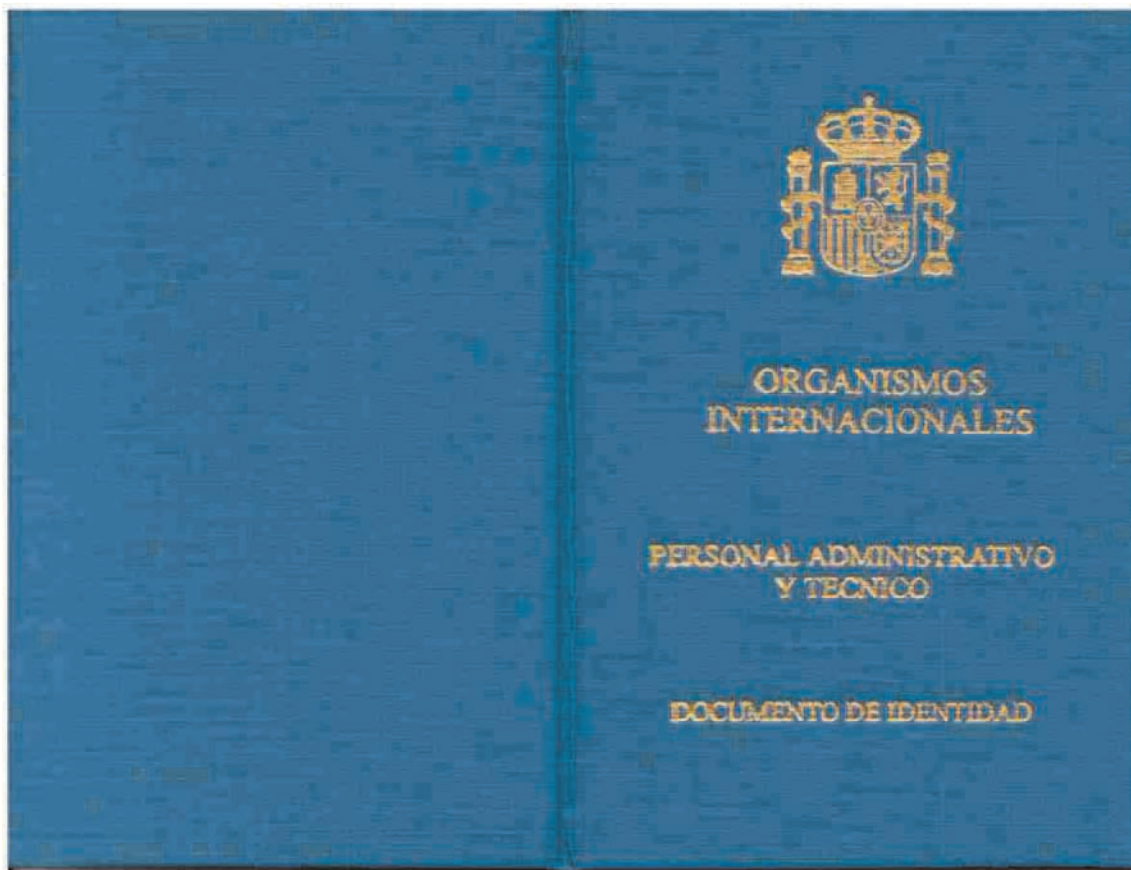 ORGANISMOS
INTERNACIONALES
PERSONAL ADMINISTRATIVO
Y TECNICO
DOCUMENTO DE IDENTIDAD